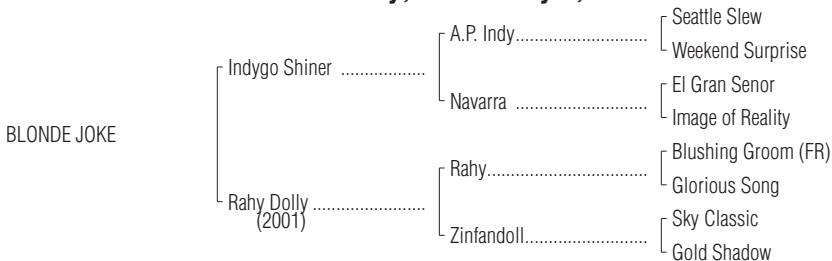 Seattle Slew
A.P. Indy
Weekend Surprise
Indygo Shiner
El Gran Senor
Navarra
Image of Reality
BLONDE JOKE
Blushing Groom (FR)
Rahy
Glorious Song
Rahy Dolly
(2001)
Sky Classic
Zinfandoll
Gold Shadow